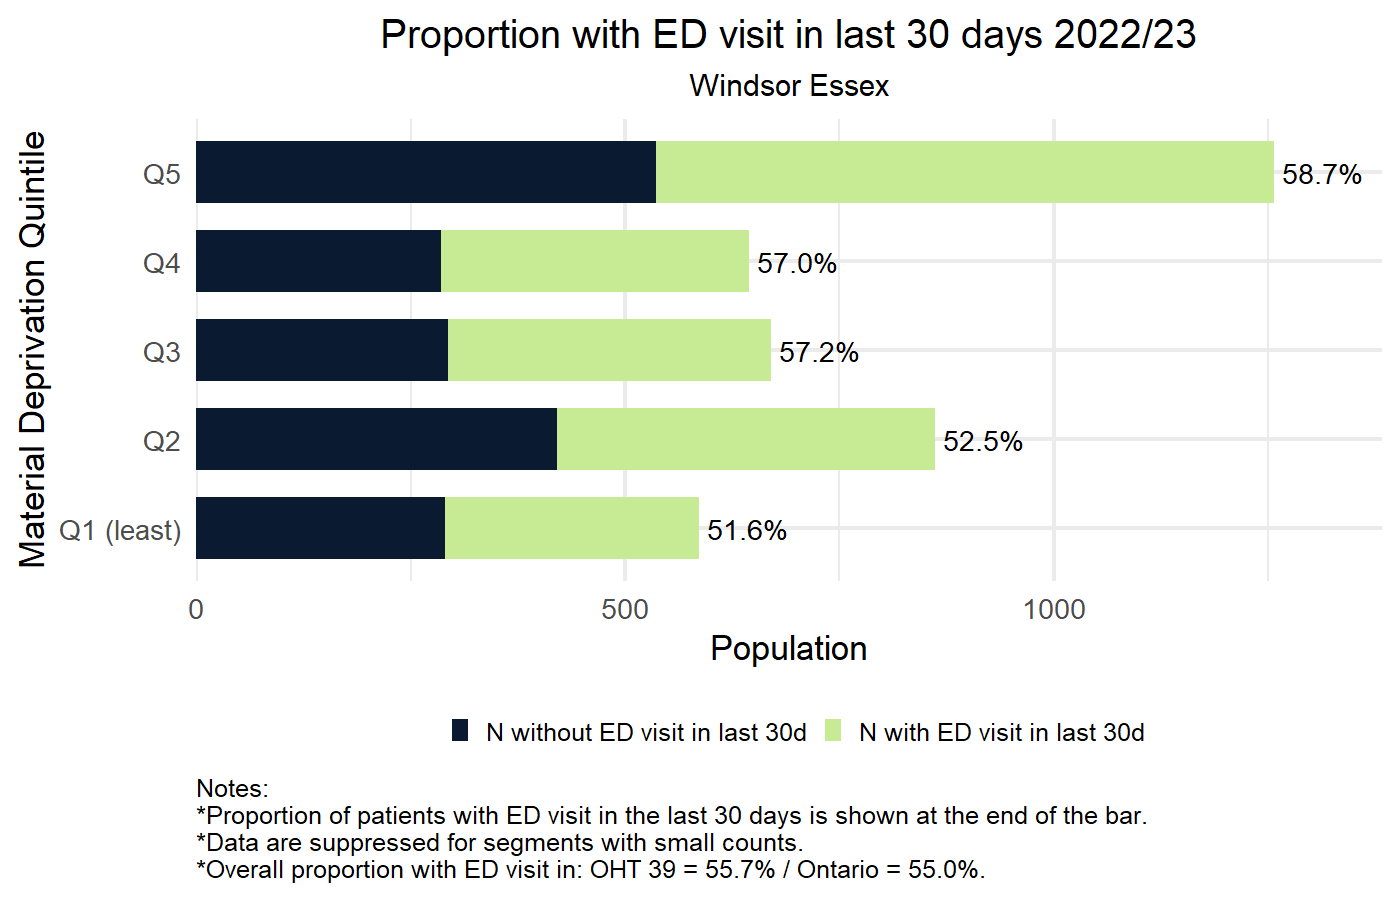 Proportion with ED visit in last 30 days 2022/23
Windsor Essex
Material Deprivation Quintile
Q5
58.7%
Q4
57.0%
Q3
57.2%
Q2
52.5%
Q1 (least)
51.6%
0
500
1000
Population
N without ED visit in last 30d
N with ED visit in last 30d
Notes:
*Proportion of patients with ED visit in the last 30 days is shown at the end of the bar.
*Data are suppressed for segments with small counts.
*Overall proportion with ED visit in: OHT 39 = 55.7% / Ontario = 55.0%.